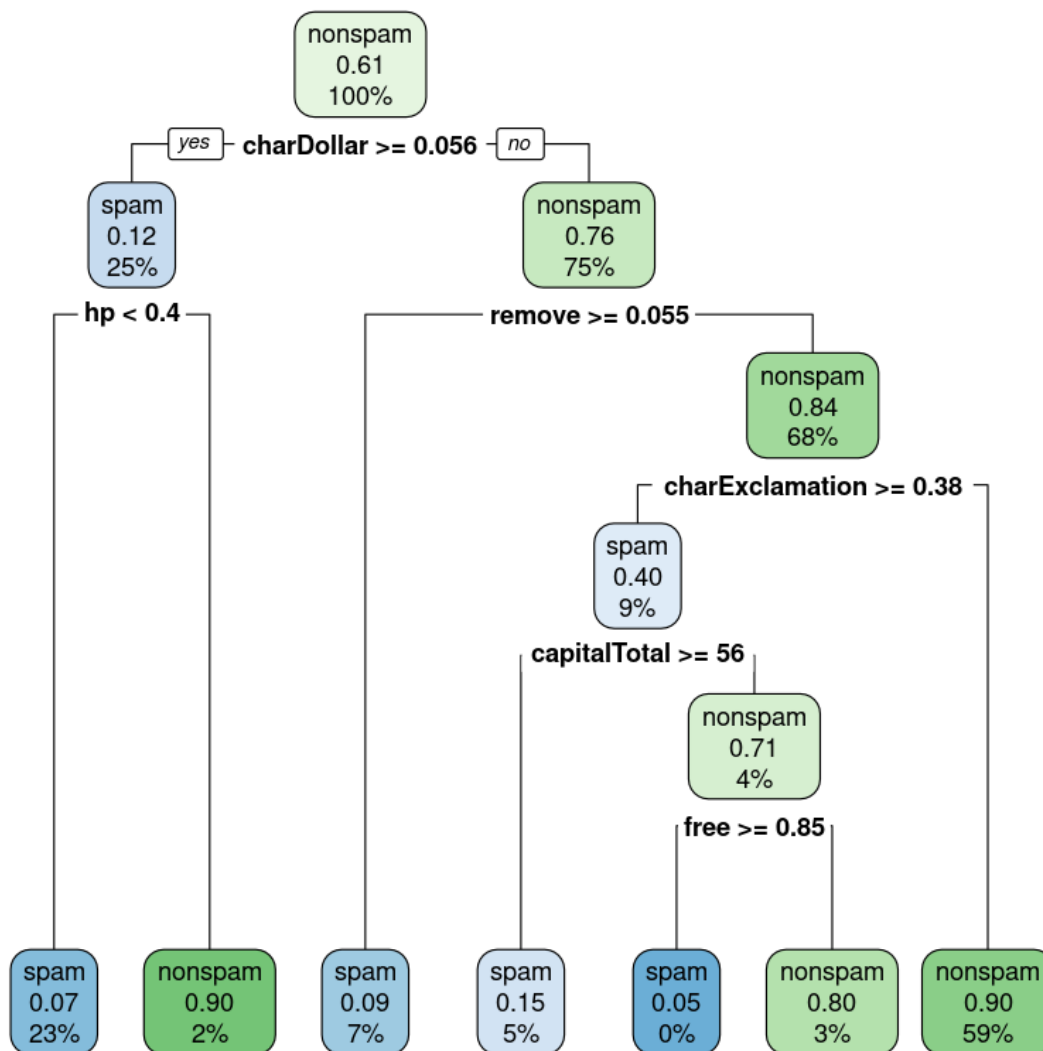 nonspam
0.61
100%
yes charDollar >= 0.056 no
spam
0.12
25%
nonspam
0.76
75%
hp < 0.4
remove >= 0.055
nonspam
0.84
68%
charExclamation >= 0.38
spam
0.40
9%
capitalTotal >= 56
nonspam
0.71
4%
free >= 0.85
spam
0.07
23%
nonspam
0.90
2%
spam
0.09
7%
spam
0.15
5%
spam
0.05
0%
nonspam
0.80
3%
nonspam
0.90
59%